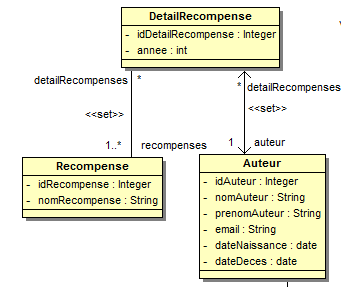 DetailRecompense
- idDetailRecompense : Integer
- annee : int
detailRecompenses *
* detailRecompenses
<<set>>
<<set>>
1..* recompenses
1 auteur
Recompense
- idRecompense : Integer
- nomRecompense : String
Auteur
- idAuteur : Integer
- nomAuteur : String
- prenomAuteur : String
- email : String
- dateNaissance : date
- dateDeces : date